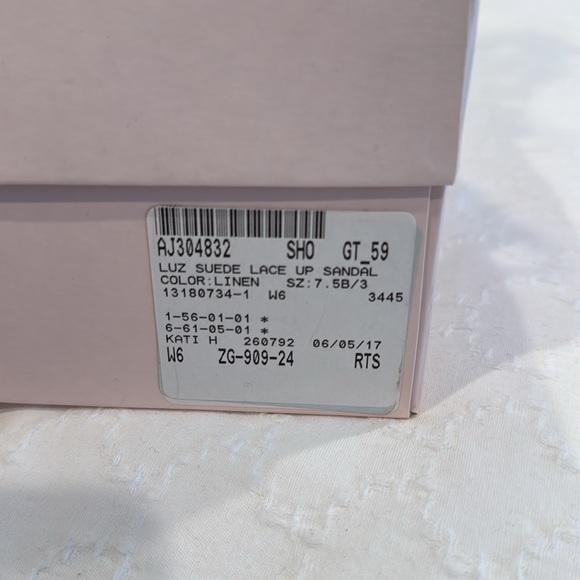 AJ304832 SHO GT_59
LUZ SUEDE LACE UP SANDAL
COLOR:LINEN SZ:7.5B/3
13180734-1 W6 3445
1-56-01-01 *
6-61-05-01 *
KATI H 260792 06/05/17
W6 ZG-909-24 RTS